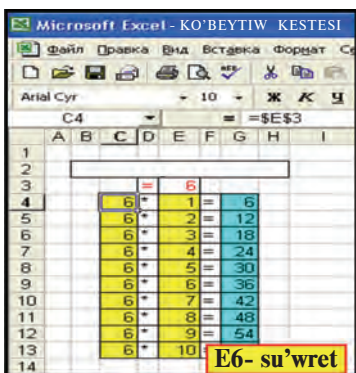 Microsoft Excel - KO'BEYTIW KESTESI
Файл Правка Вид Вставка Формат
Arial Cyr 10 Ж К Ч
C4 = =$E$3
A B C D E F G H I
1
2
3 = 6
4 6 * 1 = 6
5 6 * 2 = 12
6 6 * 3 = 18
7 6 * 4 = 24
8 6 * 5 = 30
9 6 * 6 = 36
10 6 * 7 = 42
11 6 * 8 = 48
12 6 * 9 = 54
13 6 * 10
14
E6- su'wret